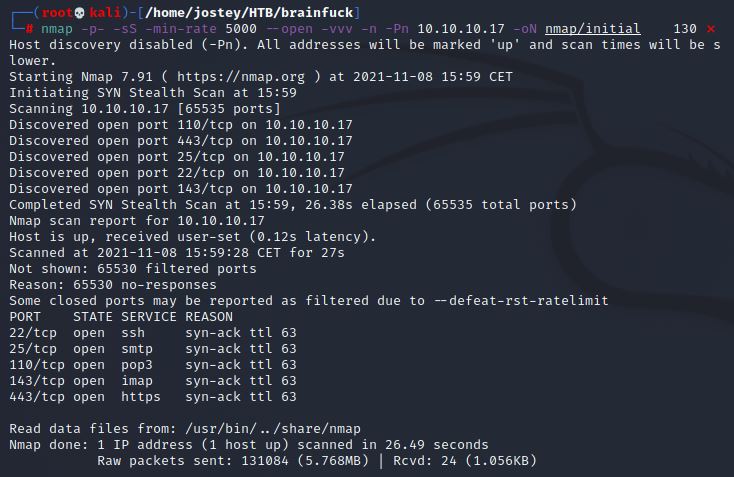 ┌──(root💀kali)-[/home/jostey/HTB/brainfuck]
└─# nmap -p- -sS -min-rate 5000 --open -vvv -n -Pn 10.10.10.17 -oN nmap/initial 130 ⨯
Host discovery disabled (-Pn). All addresses will be marked 'up' and scan times will be s
lower.
Starting Nmap 7.91 ( https://nmap.org ) at 2021-11-08 15:59 CET
Initiating SYN Stealth Scan at 15:59
Scanning 10.10.10.17 [65535 ports]
Discovered open port 110/tcp on 10.10.10.17
Discovered open port 443/tcp on 10.10.10.17
Discovered open port 25/tcp on 10.10.10.17
Discovered open port 22/tcp on 10.10.10.17
Discovered open port 143/tcp on 10.10.10.17
Completed SYN Stealth Scan at 15:59, 26.38s elapsed (65535 total ports)
Nmap scan report for 10.10.10.17
Host is up, received user-set (0.12s latency).
Scanned at 2021-11-08 15:59:28 CET for 27s
Not shown: 65530 filtered ports
Reason: 65530 no-responses
Some closed ports may be reported as filtered due to --defeat-rst-ratelimit
PORT    STATE SERVICE REASON
22/tcp  open  ssh     syn-ack ttl 63
25/tcp  open  smtp    syn-ack ttl 63
110/tcp open  pop3    syn-ack ttl 63
143/tcp open  imap    syn-ack ttl 63
443/tcp open  https   syn-ack ttl 63
Read data files from: /usr/bin/../share/nmap
Nmap done: 1 IP address (1 host up) scanned in 26.49 seconds
Raw packets sent: 131084 (5.768MB) | Rcvd: 24 (1.056KB)